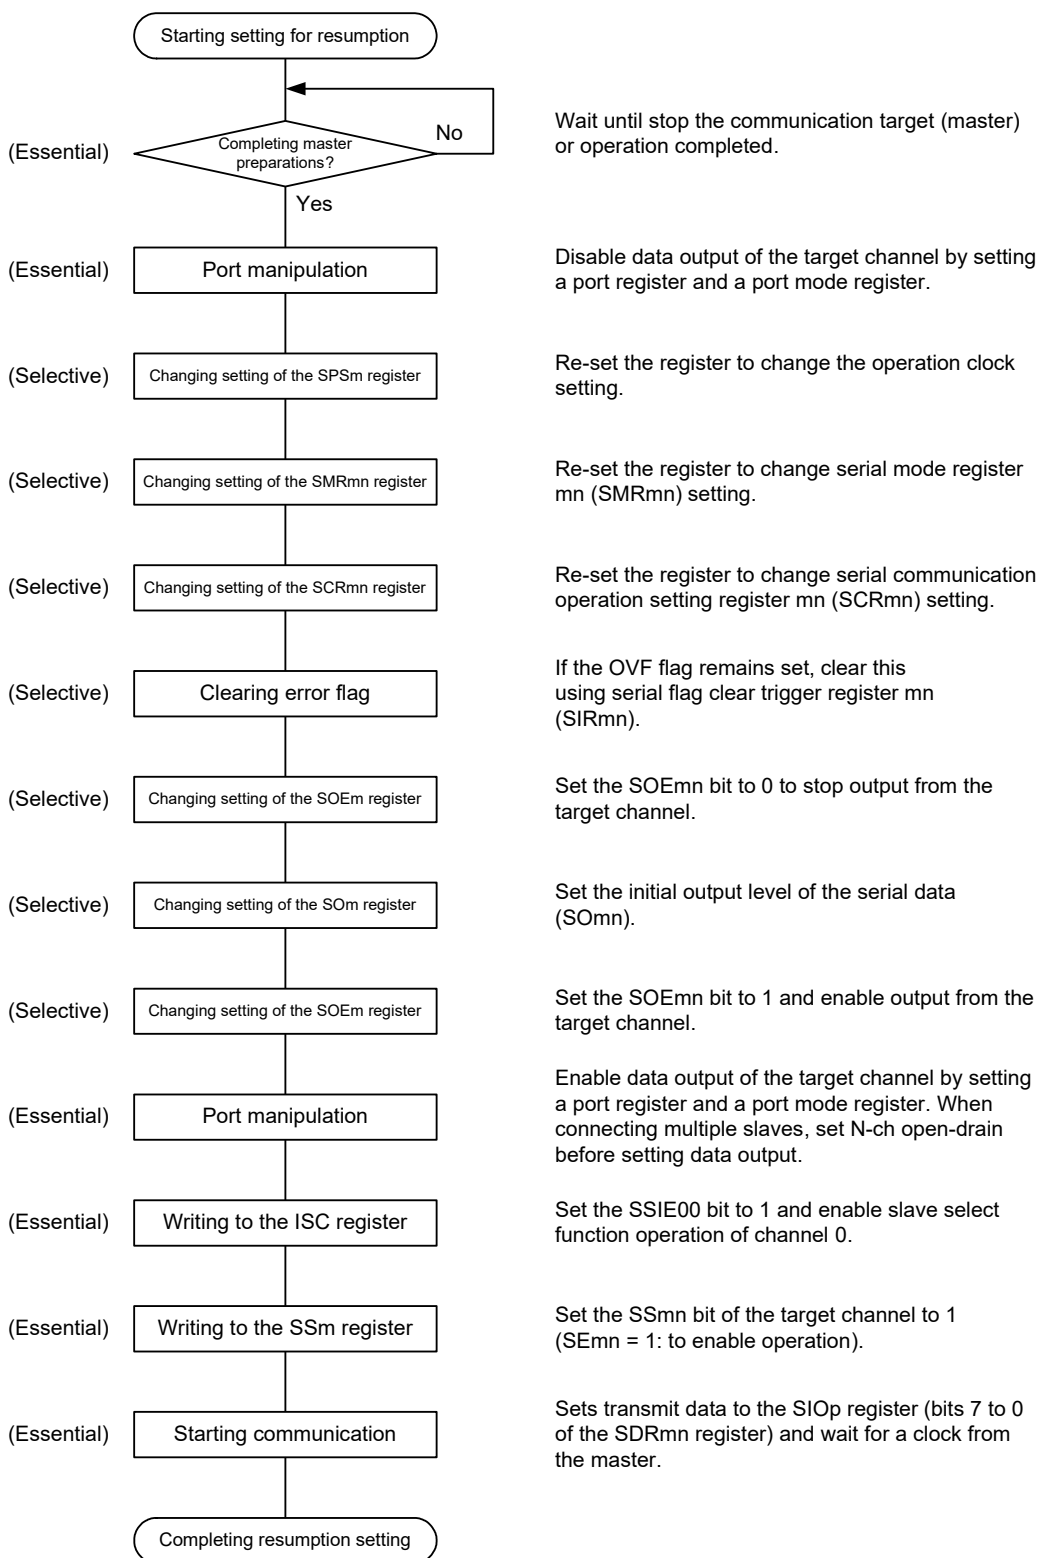 Starting setting for resumption
(Essential)
Completing master
preparations?
No
Yes
Wait until stop the communication target (master)
or operation completed.
(Essential)
Port manipulation
Disable data output of the target channel by setting
a port register and a port mode register.
(Selective)
Changing setting of the SPSm register
Re-set the register to change the operation clock
setting.
(Selective)
Changing setting of the SMRmn register
Re-set the register to change serial mode register
mn (SMRmn) setting.
(Selective)
Changing setting of the SCRmn register
Re-set the register to change serial communication
operation setting register mn (SCRmn) setting.
(Selective)
Clearing error flag
If the OVF flag remains set, clear this
using serial flag clear trigger register mn
(SIRmn).
(Selective)
Changing setting of the SOEm register
Set the SOEmn bit to 0 to stop output from the
target channel.
(Selective)
Changing setting of the SOm register
Set the initial output level of the serial data
(SOmn).
(Selective)
Changing setting of the SOEm register
Set the SOEmn bit to 1 and enable output from the
target channel.
(Essential)
Port manipulation
Enable data output of the target channel by setting
a port register and a port mode register. When
connecting multiple slaves, set N-ch open-drain
before setting data output.
(Essential)
Writing to the ISC register
Set the SSIE00 bit to 1 and enable slave select
function operation of channel 0.
(Essential)
Writing to the SSm register
Set the SSmn bit of the target channel to 1
(SEmn = 1: to enable operation).
(Essential)
Starting communication
Sets transmit data to the SIOp register (bits 7 to 0
of the SDRmn register) and wait for a clock from
the master.
Completing resumption setting